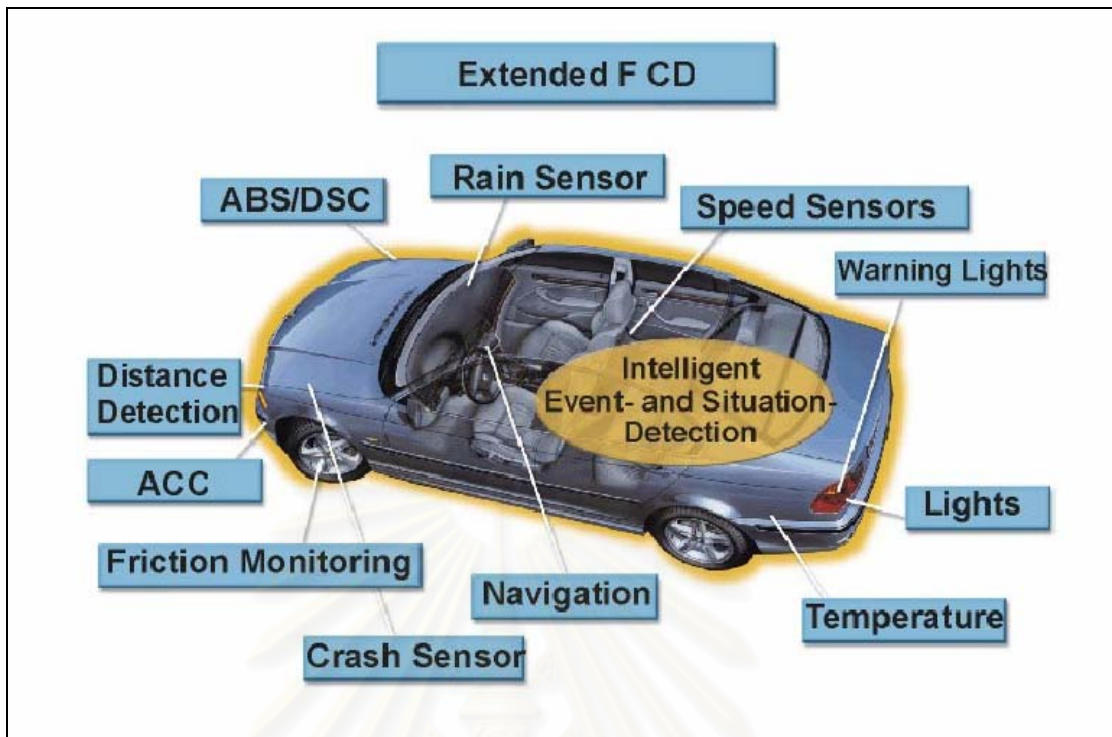 Extended F CD
Rain Sensor
ABS/DSC
Speed Sensors
Warning Lights
Distance
Detection
Intelligent
Event- and Situation-
Detection
ACC
Lights
Friction Monitoring
Navigation
Temperature
Crash Sensor